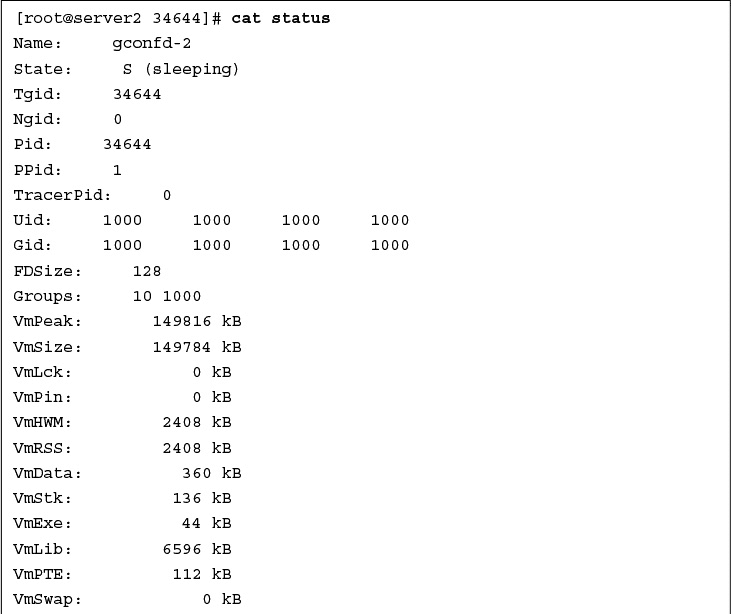 [root@server2 34644]# cat status
Name: gconfd-2
State: S (sleeping)
Tgid: 34644
Ngid: 0
Pid: 34644
PPid: 1
TracerPid: 0
Uid: 1000 1000 1000 1000
Gid: 1000 1000 1000 1000
FDSize: 128
Groups: 10 1000
VmPeak: 149816 kB
VmSize: 149784 kB
VmLck: 0 kB
VmPin: 0 kB
VmHWM: 2408 kB
VmRSS: 2408 kB
VmData: 360 kB
VmStk: 136 kB
VmExe: 44 kB
VmLib: 6596 kB
VmPTE: 112 kB
VmSwap: 0 kB